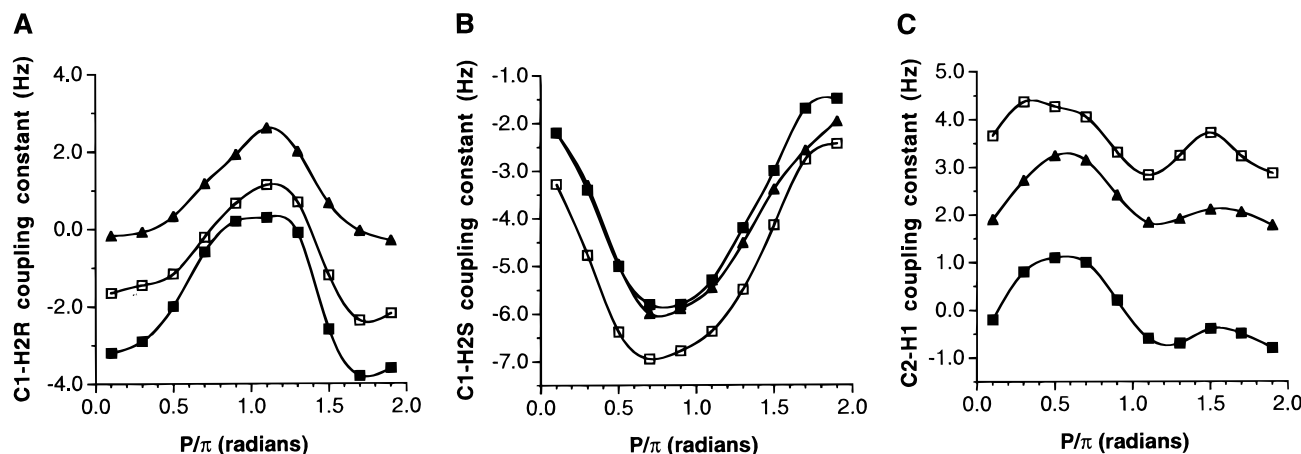 A
C1-H2R coupling constant (Hz)
4.0
2.0
0.0
-2.0
-4.0
0.0 0.5 1.0 1.5 2.0
P/π (radians)
B
C1-H2S coupling constant (Hz)
-1.0
-2.0
-3.0
-4.0
-5.0
-6.0
-7.0
0.0 0.5 1.0 1.5 2.0
P/π (radians)
C
C2-H1 coupling constant (Hz)
5.0
4.0
3.0
2.0
1.0
0.0
-1.0
0.0 0.5 1.0 1.5 2.0
P/π (radians)